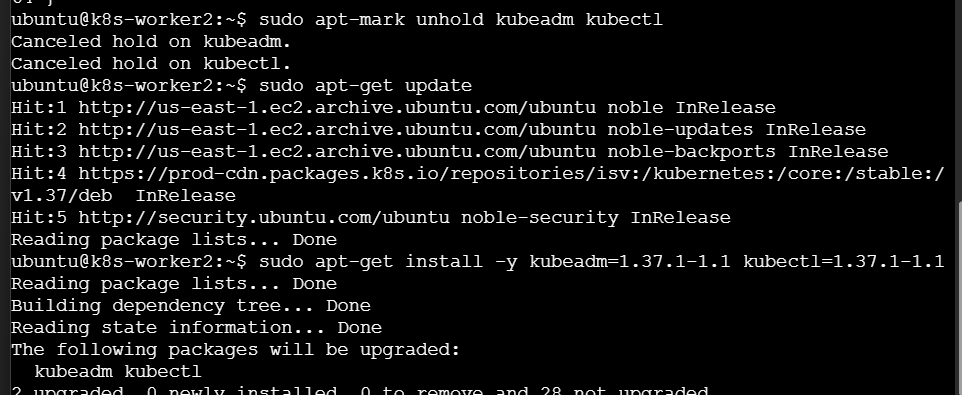 ubuntu@k8s-worker2:~$ sudo apt-mark unhold kubeadm kubectl
Canceled hold on kubeadm.
Canceled hold on kubectl.
ubuntu@k8s-worker2:~$ sudo apt-get update
Hit:1 http://us-east-1.ec2.archive.ubuntu.com/ubuntu noble InRelease
Hit:2 http://us-east-1.ec2.archive.ubuntu.com/ubuntu noble-updates InRelease
Hit:3 http://us-east-1.ec2.archive.ubuntu.com/ubuntu noble-backports InRelease
Hit:4 https://prod-cdn.packages.k8s.io/repositories/isv:/kubernetes:/core:/stable:/
v1.37/deb  InRelease
Hit:5 http://security.ubuntu.com/ubuntu noble-security InRelease
Reading package lists... Done
ubuntu@k8s-worker2:~$ sudo apt-get install -y kubeadm=1.37.1-1.1 kubectl=1.37.1-1.1
Reading package lists... Done
Building dependency tree... Done
Reading state information... Done
The following packages will be upgraded:
  kubeadm kubectl
2 upgraded, 0 newly installed, 0 to remove and 28 not upgraded.